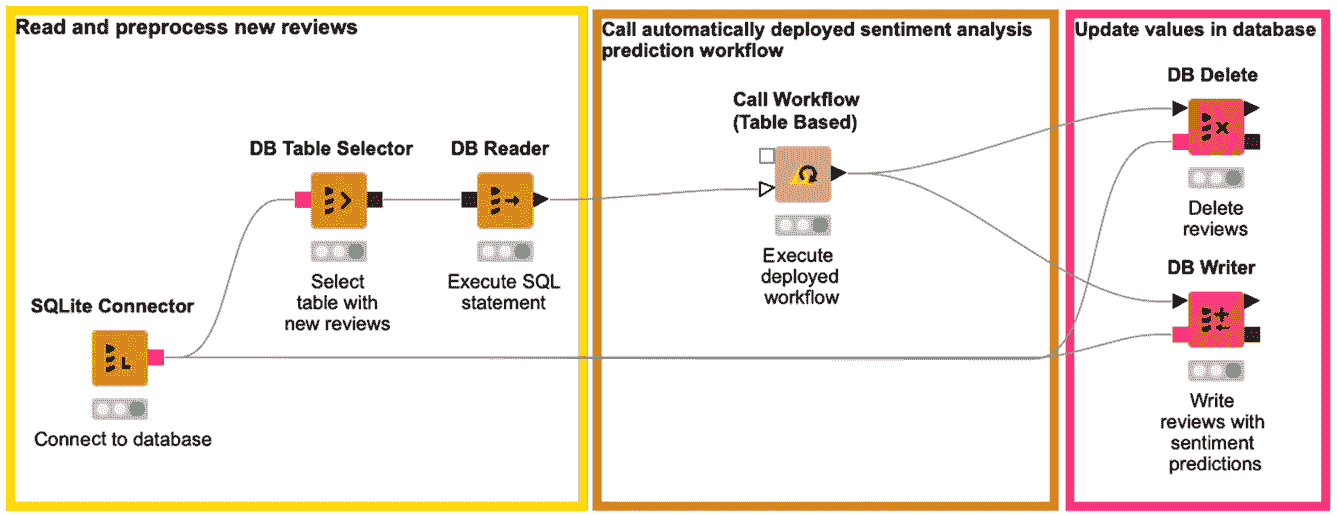 Read and preprocess new reviews
SQLite Connector
Connect to database
DB Table Selector
Select
table with
new reviews
DB Reader
Execute SQL
statement
Call automatically deployed sentiment analysis
prediction workflow
Call Workflow
(Table Based)
Execute
deployed
workflow
Update values in database
DB Delete
Delete
reviews
DB Writer
Write
reviews with
sentiment
predictions